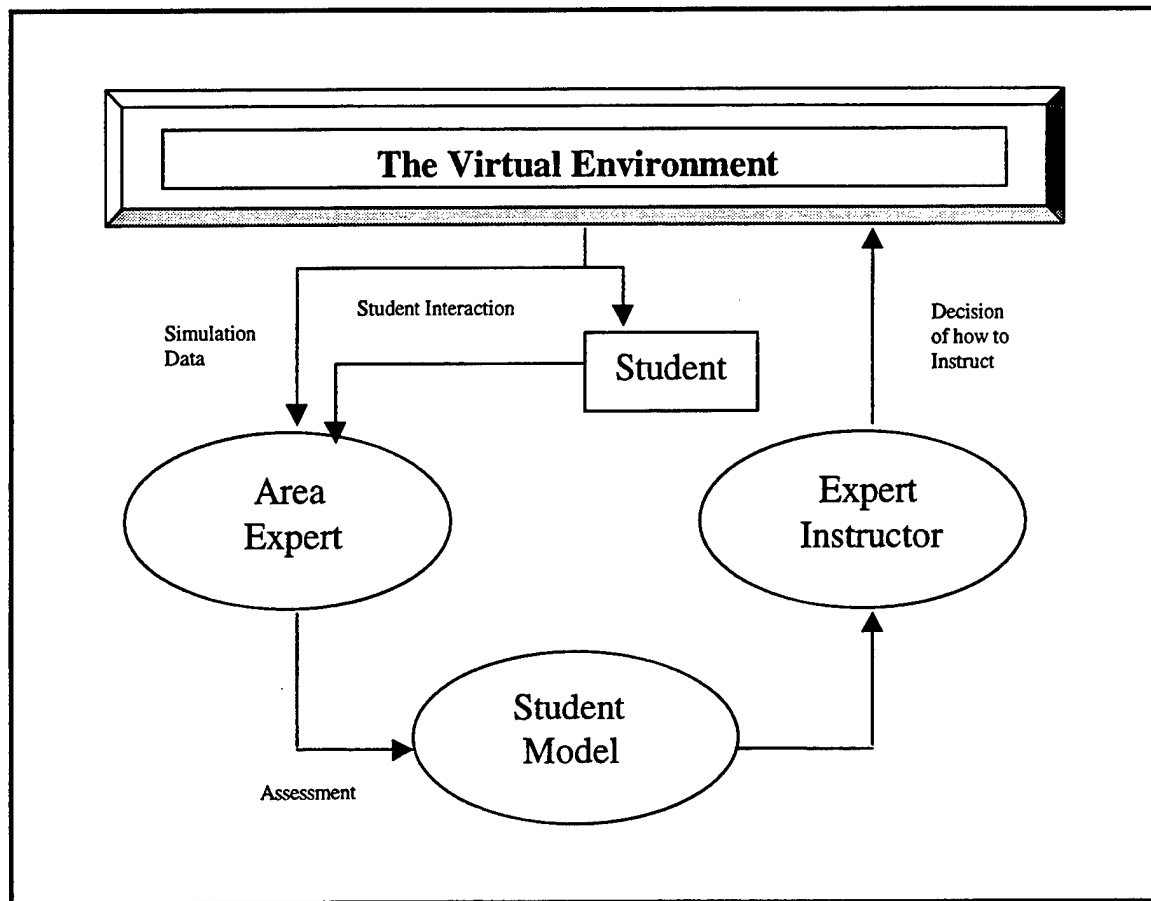 The Virtual Environment
Student Interaction
Simulation
Data
Decision
of how to
Instruct
Student
Area
Expert
Expert
Instructor
Student
Model
Assessment